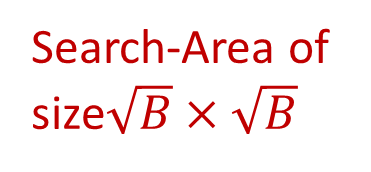 Search-Area of
size√B × √B